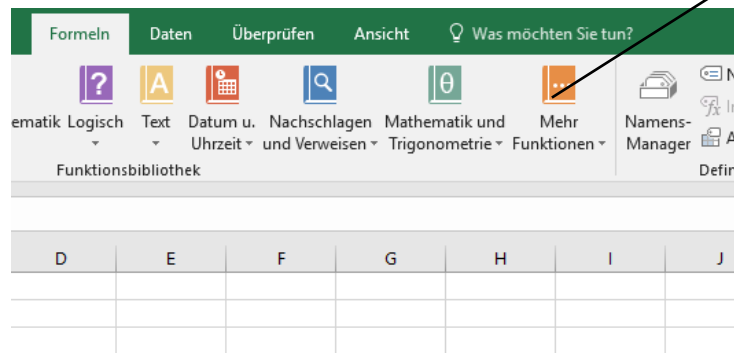 Formeln Daten Überprüfen Ansicht Was möchten Sie tun?
? A θ ...
ematik Logisch Text Datum u. Nachschlagen Mathematik und Mehr Namens-
Uhrzeit und Verweisen Trigonometrie Funktionen Manager
Funktionsbibliothek Defin
D E F G H I J